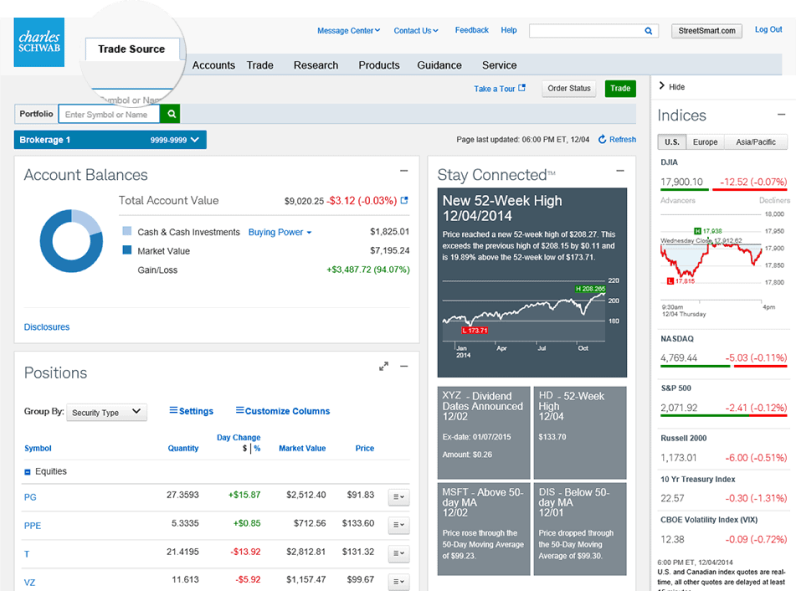 charles
SCHWAB
Trade Source
Message Center
Contact Us
Feedback
Help
StreetSmart.com
Log Out
Accounts
Trade
Research
Products
Guidance
Service
Take a Tour
Order Status
Trade
Hide
Symbol or Nam
Portfolio
Enter Symbol or Name
Brokerage 1
9999-9999
Page last updated: 06:00 PM ET, 12/04
Refresh
Account Balances
Total Account Value $9,020.25 -$3.12 (-0.03%)
Cash & Cash Investments Buying Power $1,825.01
Market Value $7,195.24
Gain/Loss +$3,487.72 (94.07%)
Disclosures
Positions
Group By: Security Type
Settings
Customize Columns
Day Change
Symbol Quantity $ | % Market Value Price
Equities
PG 27.3593 +$15.87 $2,512.40 $91.83
PPE 5.3335 +$0.85 $712.56 $133.60
T 21.4195 -$13.92 $2,812.81 $131.32
VZ 11.613 -$5.92 $1,157.47 $99.67
Stay Connected™
New 52-Week High
12/04/2014
Price reached a new 52-week high of $208.27. This
exceeds the previous high of $208.15 by $0.11 and
is 19.89% above the 52-week low of $173.71.
220
H 208.265
200
180
L 173.71
Jan Apr Jul Oct
2014
XYZ - Dividend
Dates Announced
12/02
Ex-date: 01/07/2015
Amount: $0.26
HD - 52-Week
High
12/04
$133.70
MSFT - Above 50-
day MA
12/02
Price rose through the
50-Day Moving Average
of $99.23.
DIS - Below 50-
day MA
12/01
Price dropped through
the 50-Day Moving
Average of $99.30.
Indices
U.S. Europe Asia/Pacific
DJIA
17,900.10 -12.52 (-0.07%)
Advancers Decliners
18,000
H 17,938
17,950
Wednesday Close 17,912.62
17,900
17,850
L 17,815
17,800
9:30am 4pm
12/04 Thursday
NASDAQ
4,769.44 -5.03 (-0.11%)
S&P 500
2,071.92 -2.41 (-0.12%)
Russell 2000
1,173.01 -6.00 (-0.51%)
10 Yr Treasury Index
22.57 -0.30 (-1.31%)
CBOE Volatility Index (VIX)
12.38 -0.09 (-0.72%)
6:00 PM ET, 12/04/2014
U.S. and Canadian index quotes are real-
time, all other quotes are delayed at least